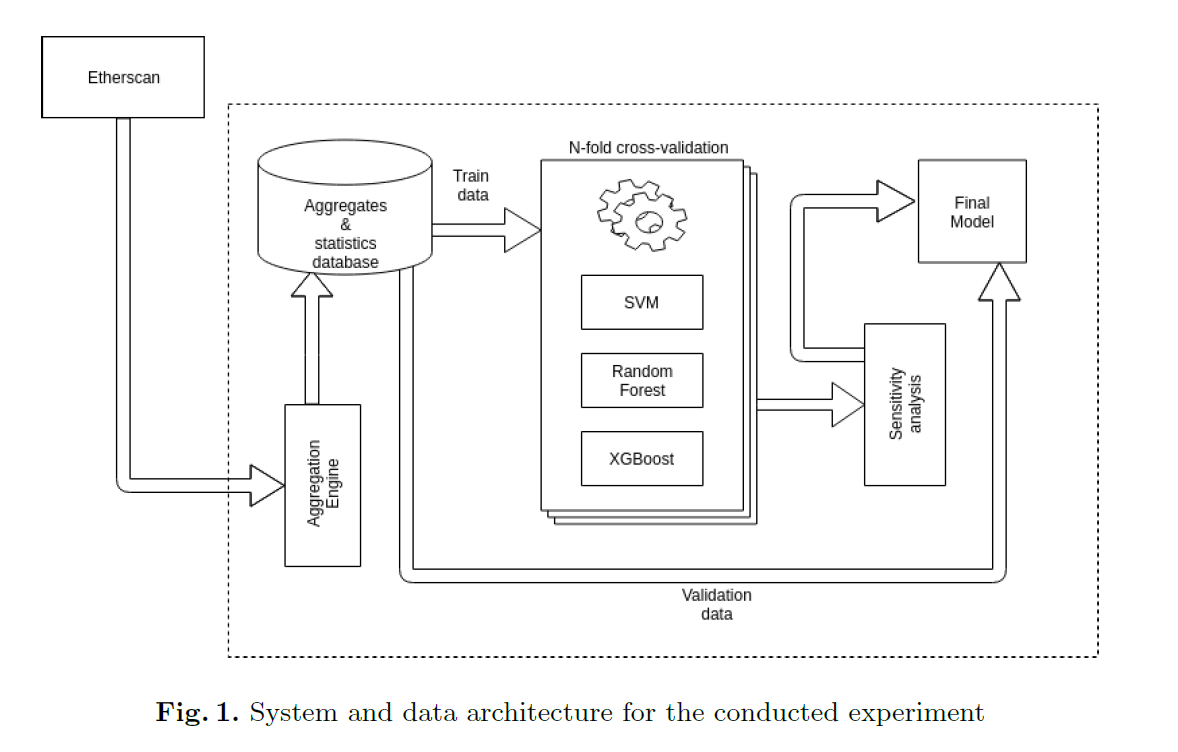 Etherscan
N-fold cross-validation
Train
data
Aggregates
&
statistics
database
Final
Model
SVM
Random
Forest
XGBoost
Sensitivity
analysis
Aggregation
Engine
Validation
data
Fig. 1. System and data architecture for the conducted experiment